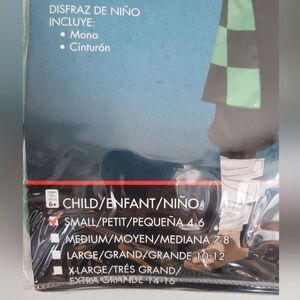 DISFRAZ DE NIÑO
INCLUYE:
• Mono
• Cinturón
6+
CHILD/ENFANT/NIÑO
SMALL/PETIT/PEQUEÑA 4-6
MEDIUM/MOYEN/MEDIANA 7-8
LARGE/GRAND/GRANDE 10-12
X-LARGE/TRÉS GRAND/
EXTRA GRANDE 14-16